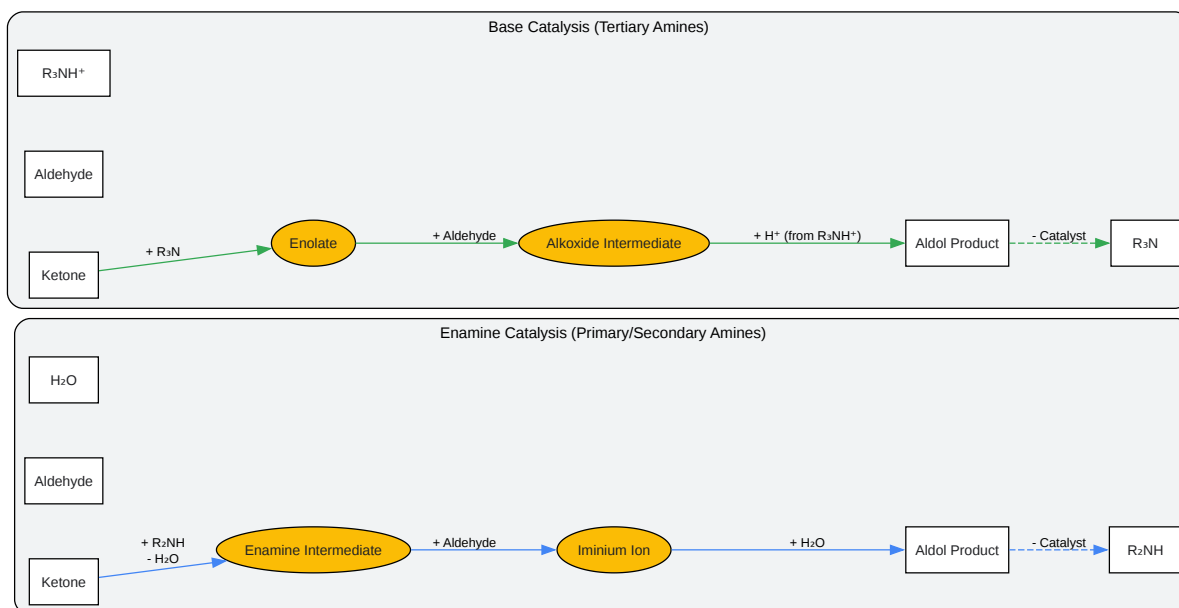 Base Catalysis (Tertiary Amines)
R₃NH⁺
Aldehyde
Ketone
+ R₃N
Enolate
+ Aldehyde
Alkoxide Intermediate
+ H⁺ (from R₃NH⁺)
Aldol Product
- Catalyst
R₃N
Enamine Catalysis (Primary/Secondary Amines)
H₂O
Aldehyde
Ketone
+ R₂NH
- H₂O
Enamine Intermediate
+ Aldehyde
Iminium Ion
+ H₂O
Aldol Product
- Catalyst
R₂NH